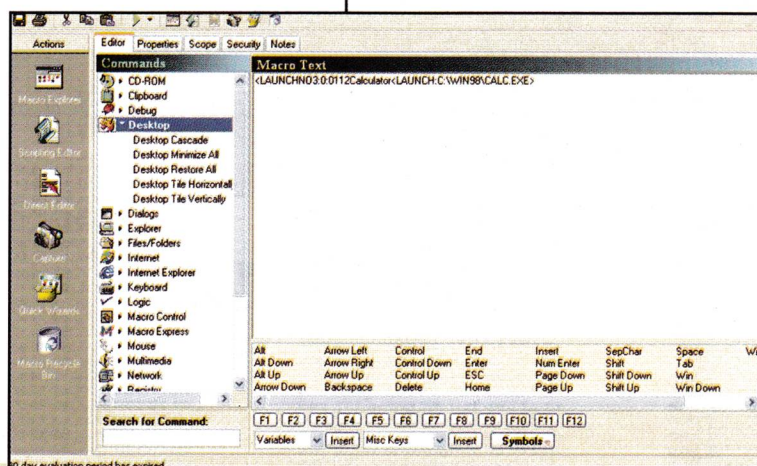 Actions
Editor Properties Scope Security Notes
Commands
Macro Text
CD-ROM
Clipboard
Debug
Desktop
Desktop Cascade
Desktop Minimize All
Desktop Restore All
Desktop Tile Horizontall
Desktop Tile Vertically
Dialogs
Explorer
Files/Folders
Internet
Internet Explorer
Keyboard
Logic
Macro Control
Macro Express
Mouse
Multimedia
Network
Registry
Search for Command:
Macro Explorer
Scripting Editor
Direct Editor
Capture
Quick Wizards
Macro Recycle
Bin
<LAUNCHNO3:0:0112Calculator<LAUNCH:C:\WIN98\CALC.EXE>
Alt Arrow Left Control End Insert SepChar Space Wi
Alt Down Arrow Right Control Down Enter Num Enter Shift Tab
Alt Up Arrow Up Control Up ESC Page Down Shift Down Win
Arrow Down Backspace Delete Home Page Up Shift Up Win Down
F1 F2 F3 F4 F5 F6 F7 F8 F9 F10 F11 F12
Variables Insert Misc Keys Insert Symbols
0 day evaluation period has expired